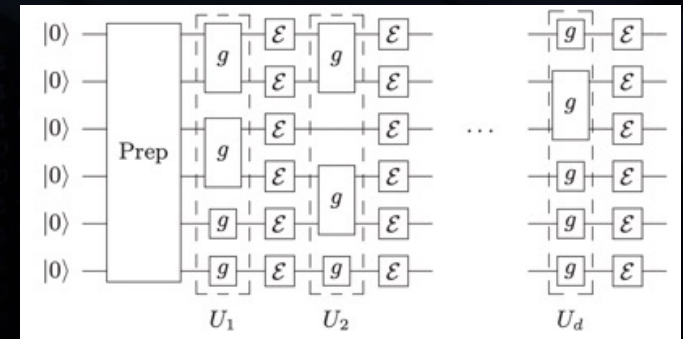 |0⟩ g ℰ g ℰ g ℰ
|0⟩ ℰ ℰ g ℰ
|0⟩ g ℰ ℰ ... ℰ
Prep
|0⟩ ℰ g ℰ g ℰ
|0⟩ g ℰ ℰ g ℰ
|0⟩ g ℰ g ℰ g ℰ
U₁ U₂ U_d